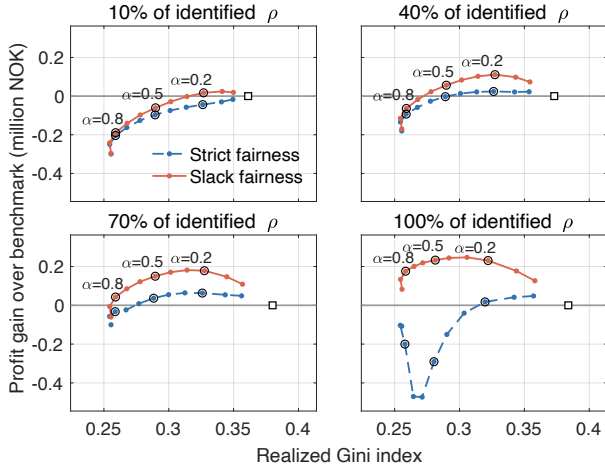 10% of identified ρ
40% of identified ρ
0.2
0
-0.2
-0.4
α=0.8
α=0.5
α=0.2
Strict fairness
Slack fairness
α=0.8
α=0.5
α=0.2
70% of identified ρ
100% of identified ρ
0.2
0
-0.2
-0.4
α=0.8
α=0.5
α=0.2
α=0.8
α=0.5
α=0.2
0.25
0.3
0.35
0.4
0.25
0.3
0.35
0.4
Profit gain over benchmark (million NOK)
Realized Gini index